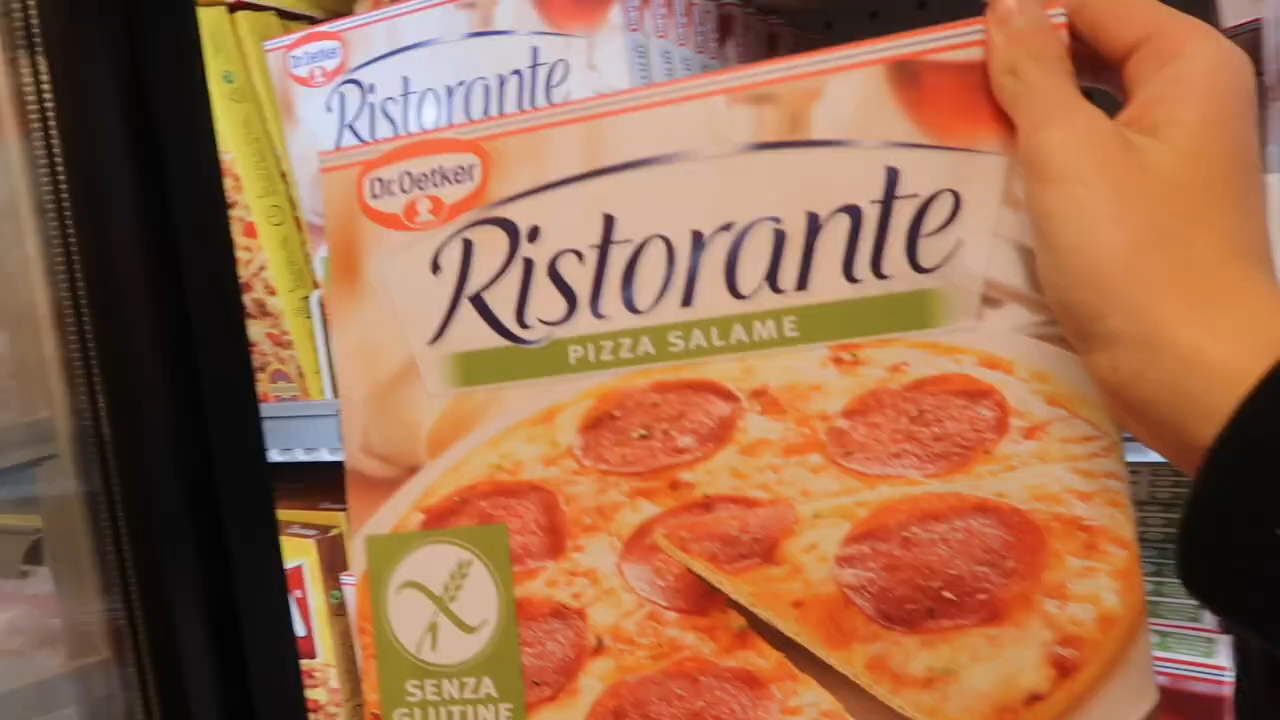 Dr. Oetker
Ristorante
Dr. Oetker
Ristorante
PIZZA SALAME
SENZA
GLUTINE